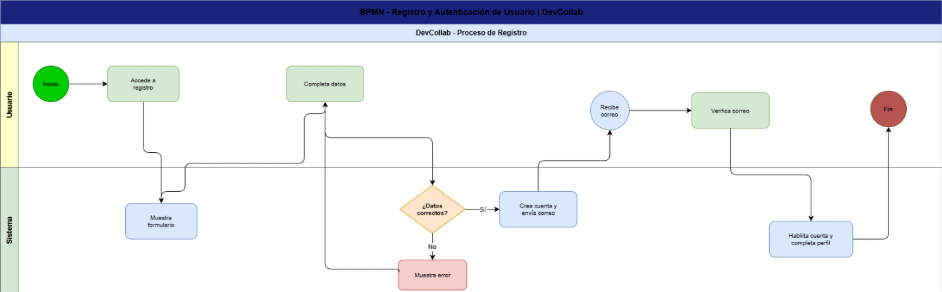 BPMN - Registro y Autenticación de Usuario | DevCollab
DevCollab - Proceso de Registro
Usuario
Inicio
Accede a
registro
Completa datos
Recibe
correo
Verifica correo
Fin
Sistema
Muestra
formulario
¿Datos
correctos?
Sí
Crea cuenta y
envía correo
Habilita cuenta y
completa perfil
No
Muestra error